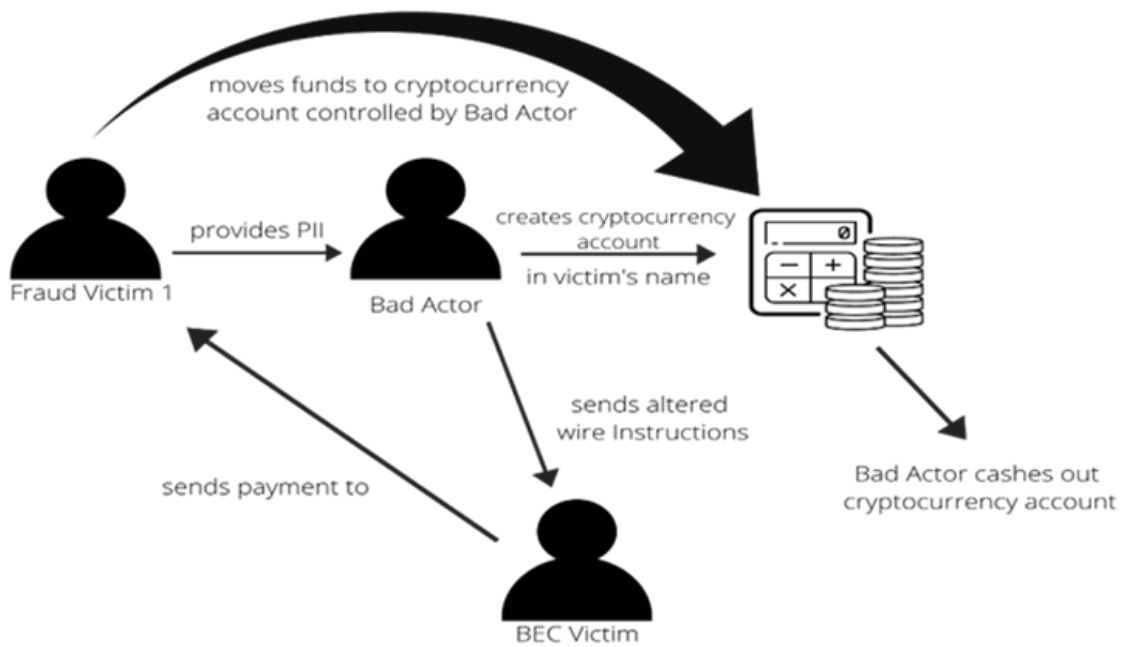 moves funds to cryptocurrency
account controlled by Bad Actor
provides PII
creates cryptocurrency
account
in victim's name
0
− +
×
Fraud Victim 1
Bad Actor
sends altered
wire Instructions
sends payment to
Bad Actor cashes out
cryptocurrency account
BEC Victim